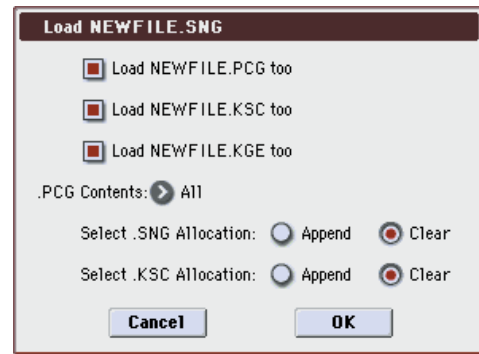 Load NEWFILE.SNG
Load NEWFILE.PCG too
Load NEWFILE.KSC too
Load NEWFILE.KGE too
.PCG Contents: All
Select .SNG Allocation: Append Clear
Select .KSC Allocation: Append Clear
Cancel OK